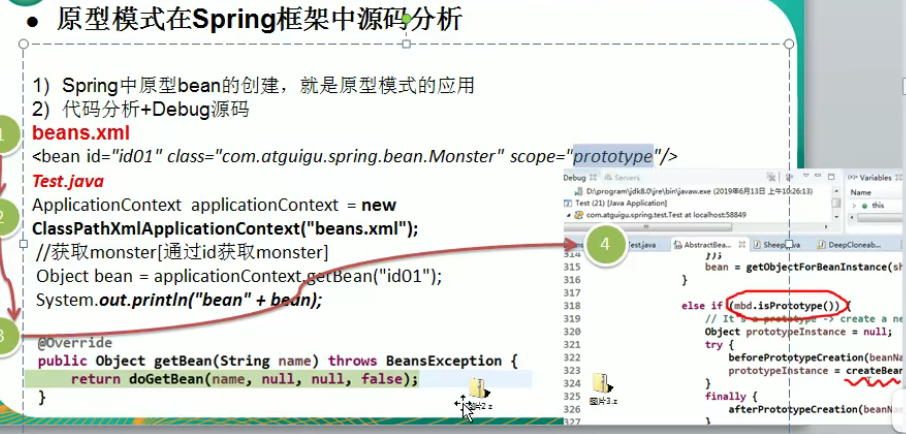 ● 原型模式在Spring框架中源码分析
1) Spring中原型bean的创建，就是原型模式的应用
2) 代码分析+Debug源码
beans.xml
<bean id="id01" class="com.atguigu.spring.bean.Monster" scope="prototype"/>
Test.java
ApplicationContext applicationContext = new
ClassPathXmlApplicationContext("beans.xml");
//获取monster[通过id获取monster]
Object bean = applicationContext.getBean("id01");
System.out.println("bean" + bean);
@Override
public Object getBean(String name) throws BeansException {
return doGetBean(name, null, null, false);
}
1
2
3
4
Debug
Servers
D:\program\jdk8.0\jre\bin\javaw.exe (2019年6月13日 上午10:26:13)
Test (21) [Java Application]
com.atguigu.spring.test.Test at localhost:58849
Variables
Name
this
Test.java
AbstractBea...
Sheep.java
DeepCloneab...
314 });
315 bean = getObjectForBeanInstance(sh
316 }
317
318 else if (mbd.isPrototype()) {
319 // It's a prototype -> create a ne
320 Object prototypeInstance = null;
321 try {
322 beforePrototypeCreation(beanNa
323 prototypeInstance = createBean
324 }
325 finally {
326 afterPrototypeCreation(beanNam
327 }
图片2.z
图片3.z